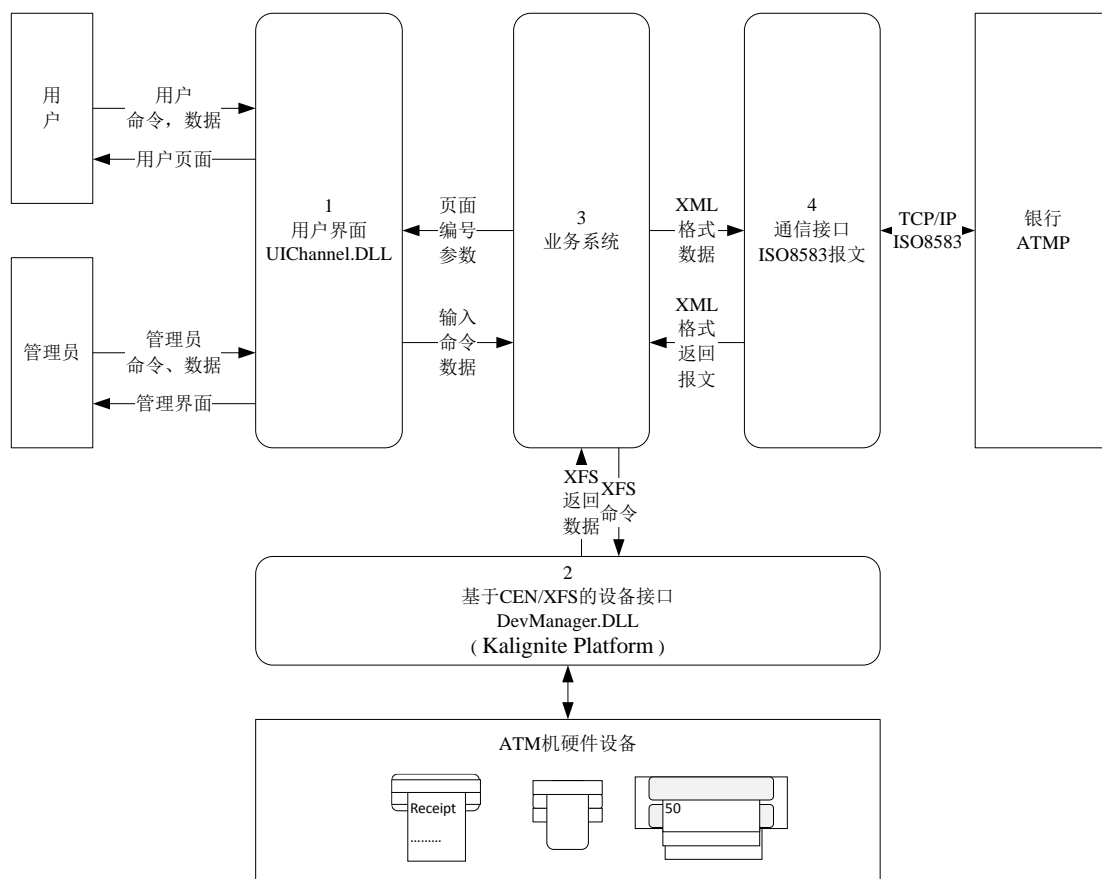 用
户
用户
命令，数据
用户页面
管理员
管理员
命令、数据
管理界面
1
用户界面
UIChannel.DLL
页面
编号
参数
输入
命令
数据
3
业务系统
XML
格式
数据
XML
格式
返回
报文
4
通信接口
ISO8583报文
TCP/IP
ISO8583
银行
ATMP
XFS
返回
数据
XFS
命令
2
基于CEN/XFS的设备接口
DevManager.DLL
（Kalignite Platform）
ATM机硬件设备
Receipt
.........
50